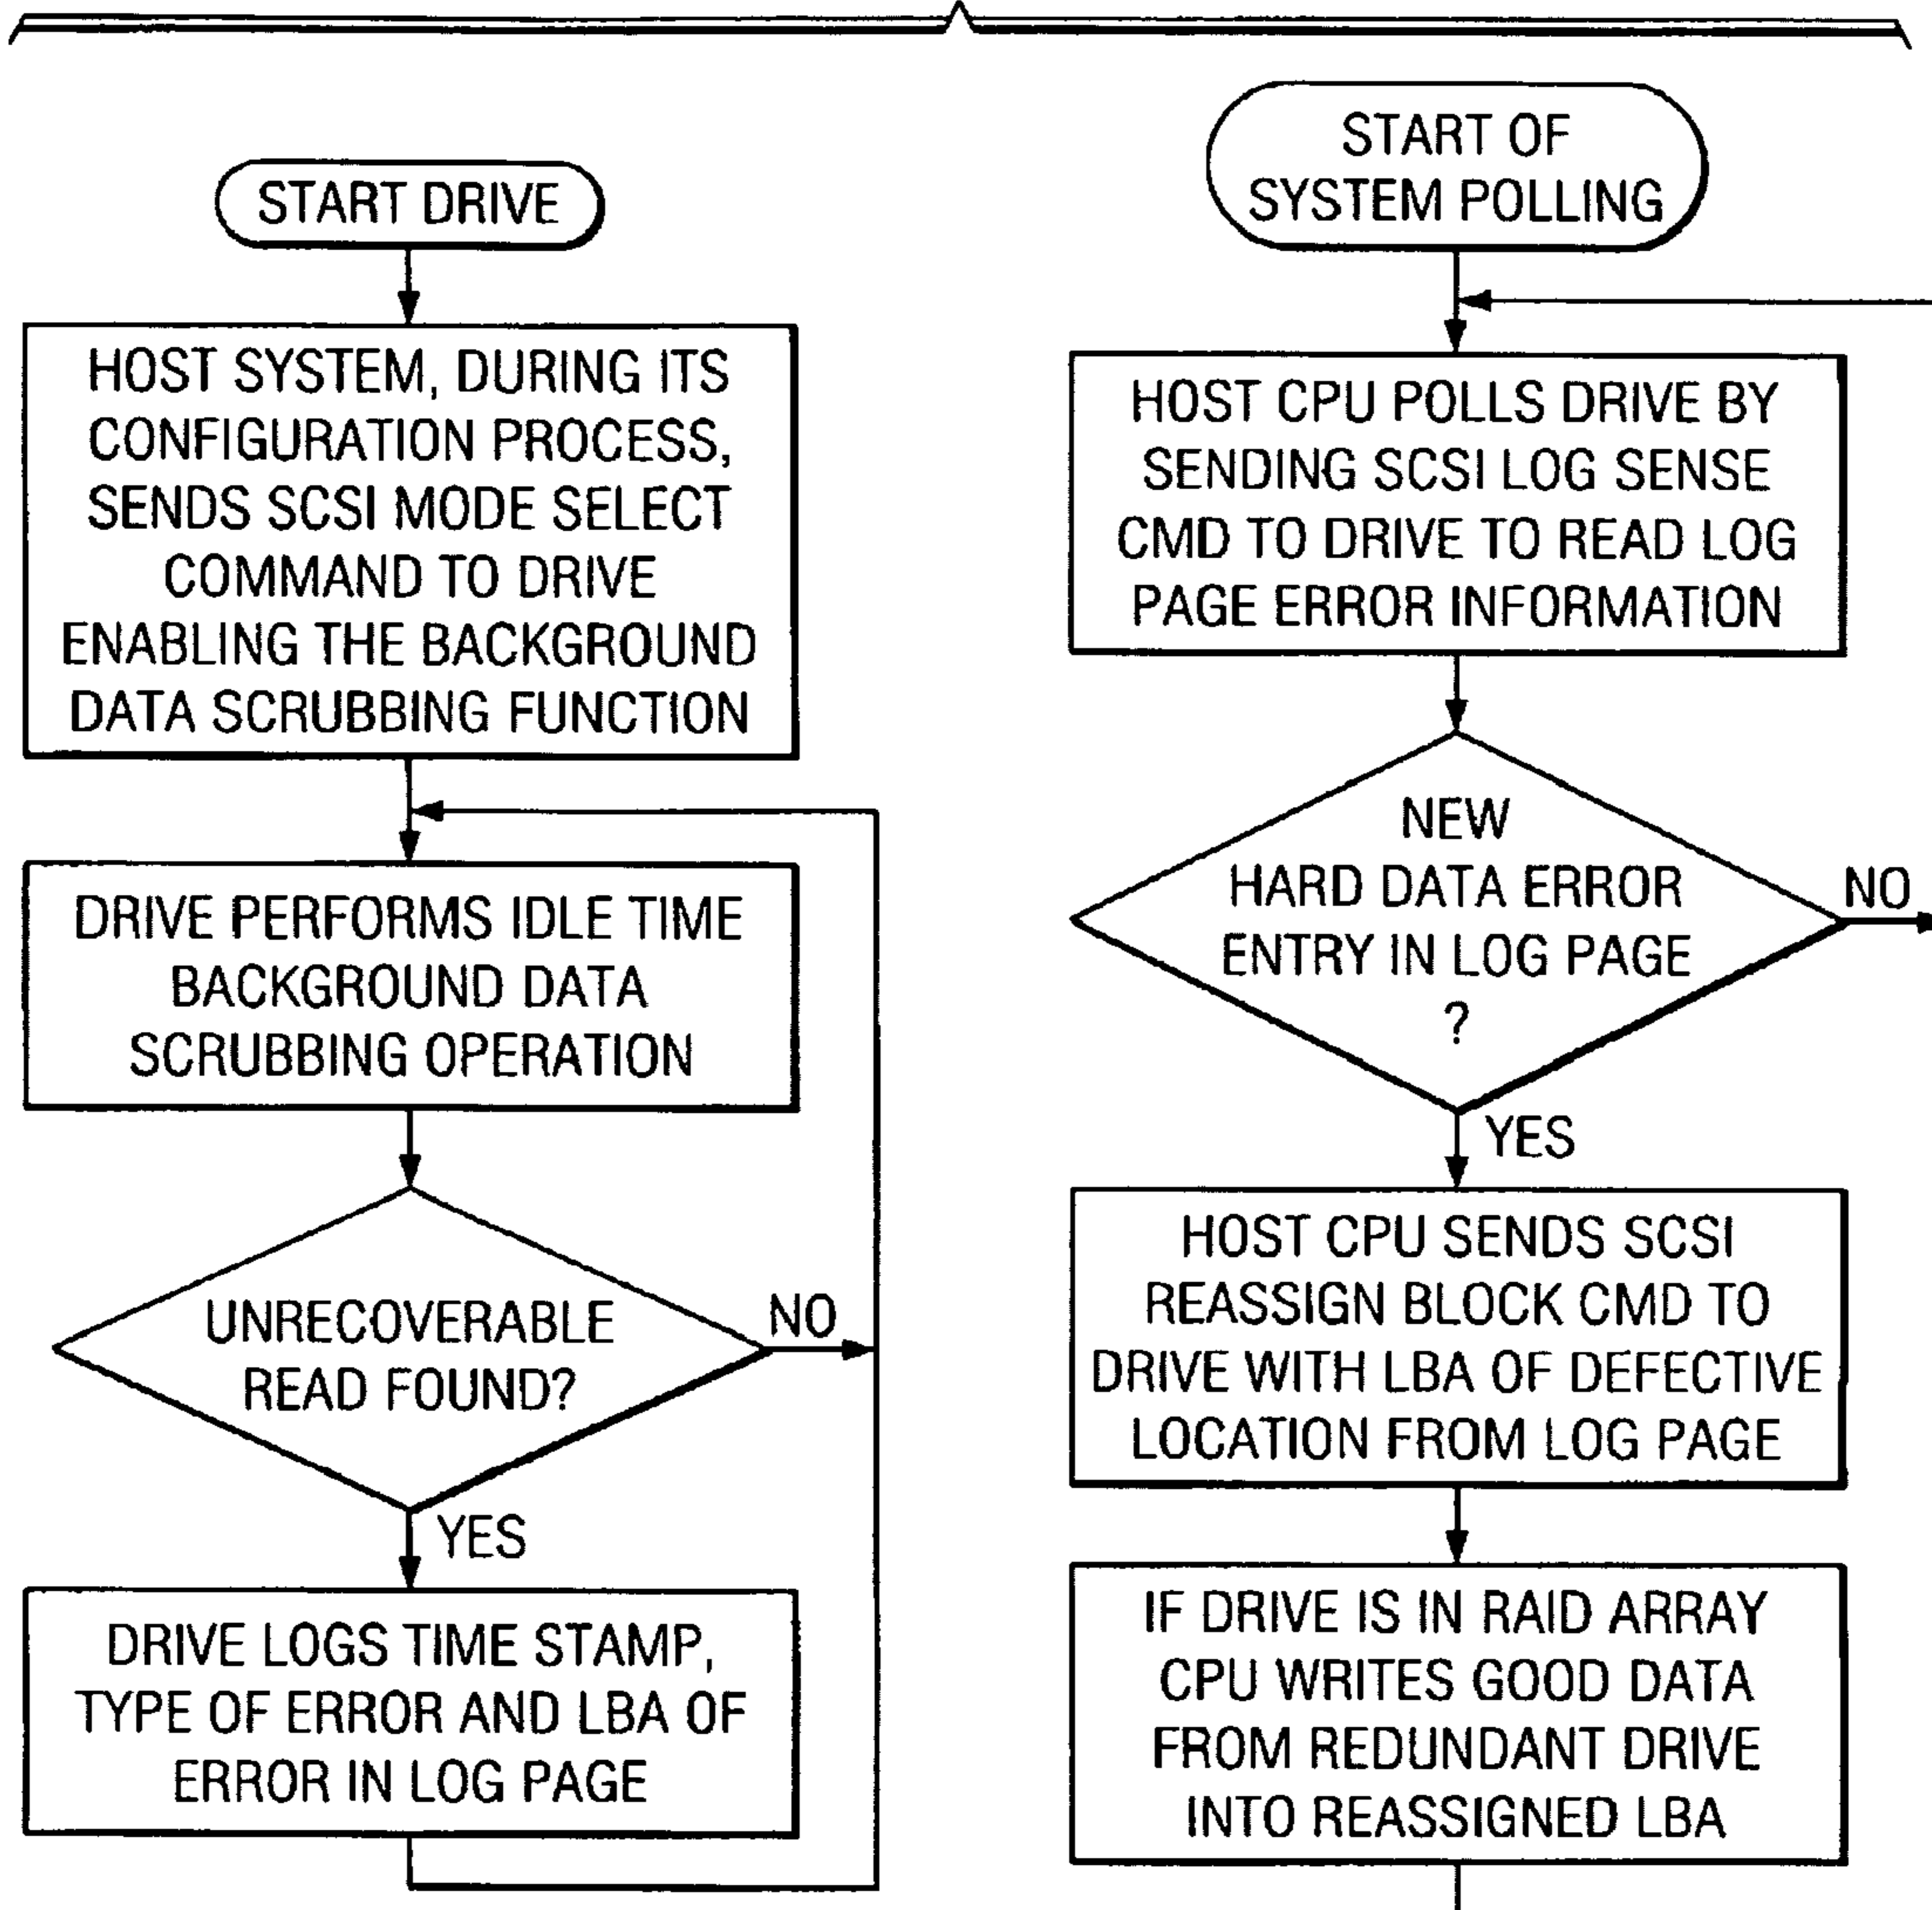 START DRIVE
HOST SYSTEM, DURING ITS
CONFIGURATION PROCESS,
SENDS SCSI MODE SELECT
COMMAND TO DRIVE
ENABLING THE BACKGROUND
DATA SCRUBBING FUNCTION
DRIVE PERFORMS IDLE TIME
BACKGROUND DATA
SCRUBBING OPERATION
UNRECOVERABLE
READ FOUND?
NO
YES
DRIVE LOGS TIME STAMP,
TYPE OF ERROR AND LBA OF
ERROR IN LOG PAGE
START OF
SYSTEM POLLING
HOST CPU POLLS DRIVE BY
SENDING SCSI LOG SENSE
CMD TO DRIVE TO READ LOG
PAGE ERROR INFORMATION
NEW
HARD DATA ERROR
ENTRY IN LOG PAGE
?
NO
YES
HOST CPU SENDS SCSI
REASSIGN BLOCK CMD TO
DRIVE WITH LBA OF DEFECTIVE
LOCATION FROM LOG PAGE
IF DRIVE IS IN RAID ARRAY
CPU WRITES GOOD DATA
FROM REDUNDANT DRIVE
INTO REASSIGNED LBA